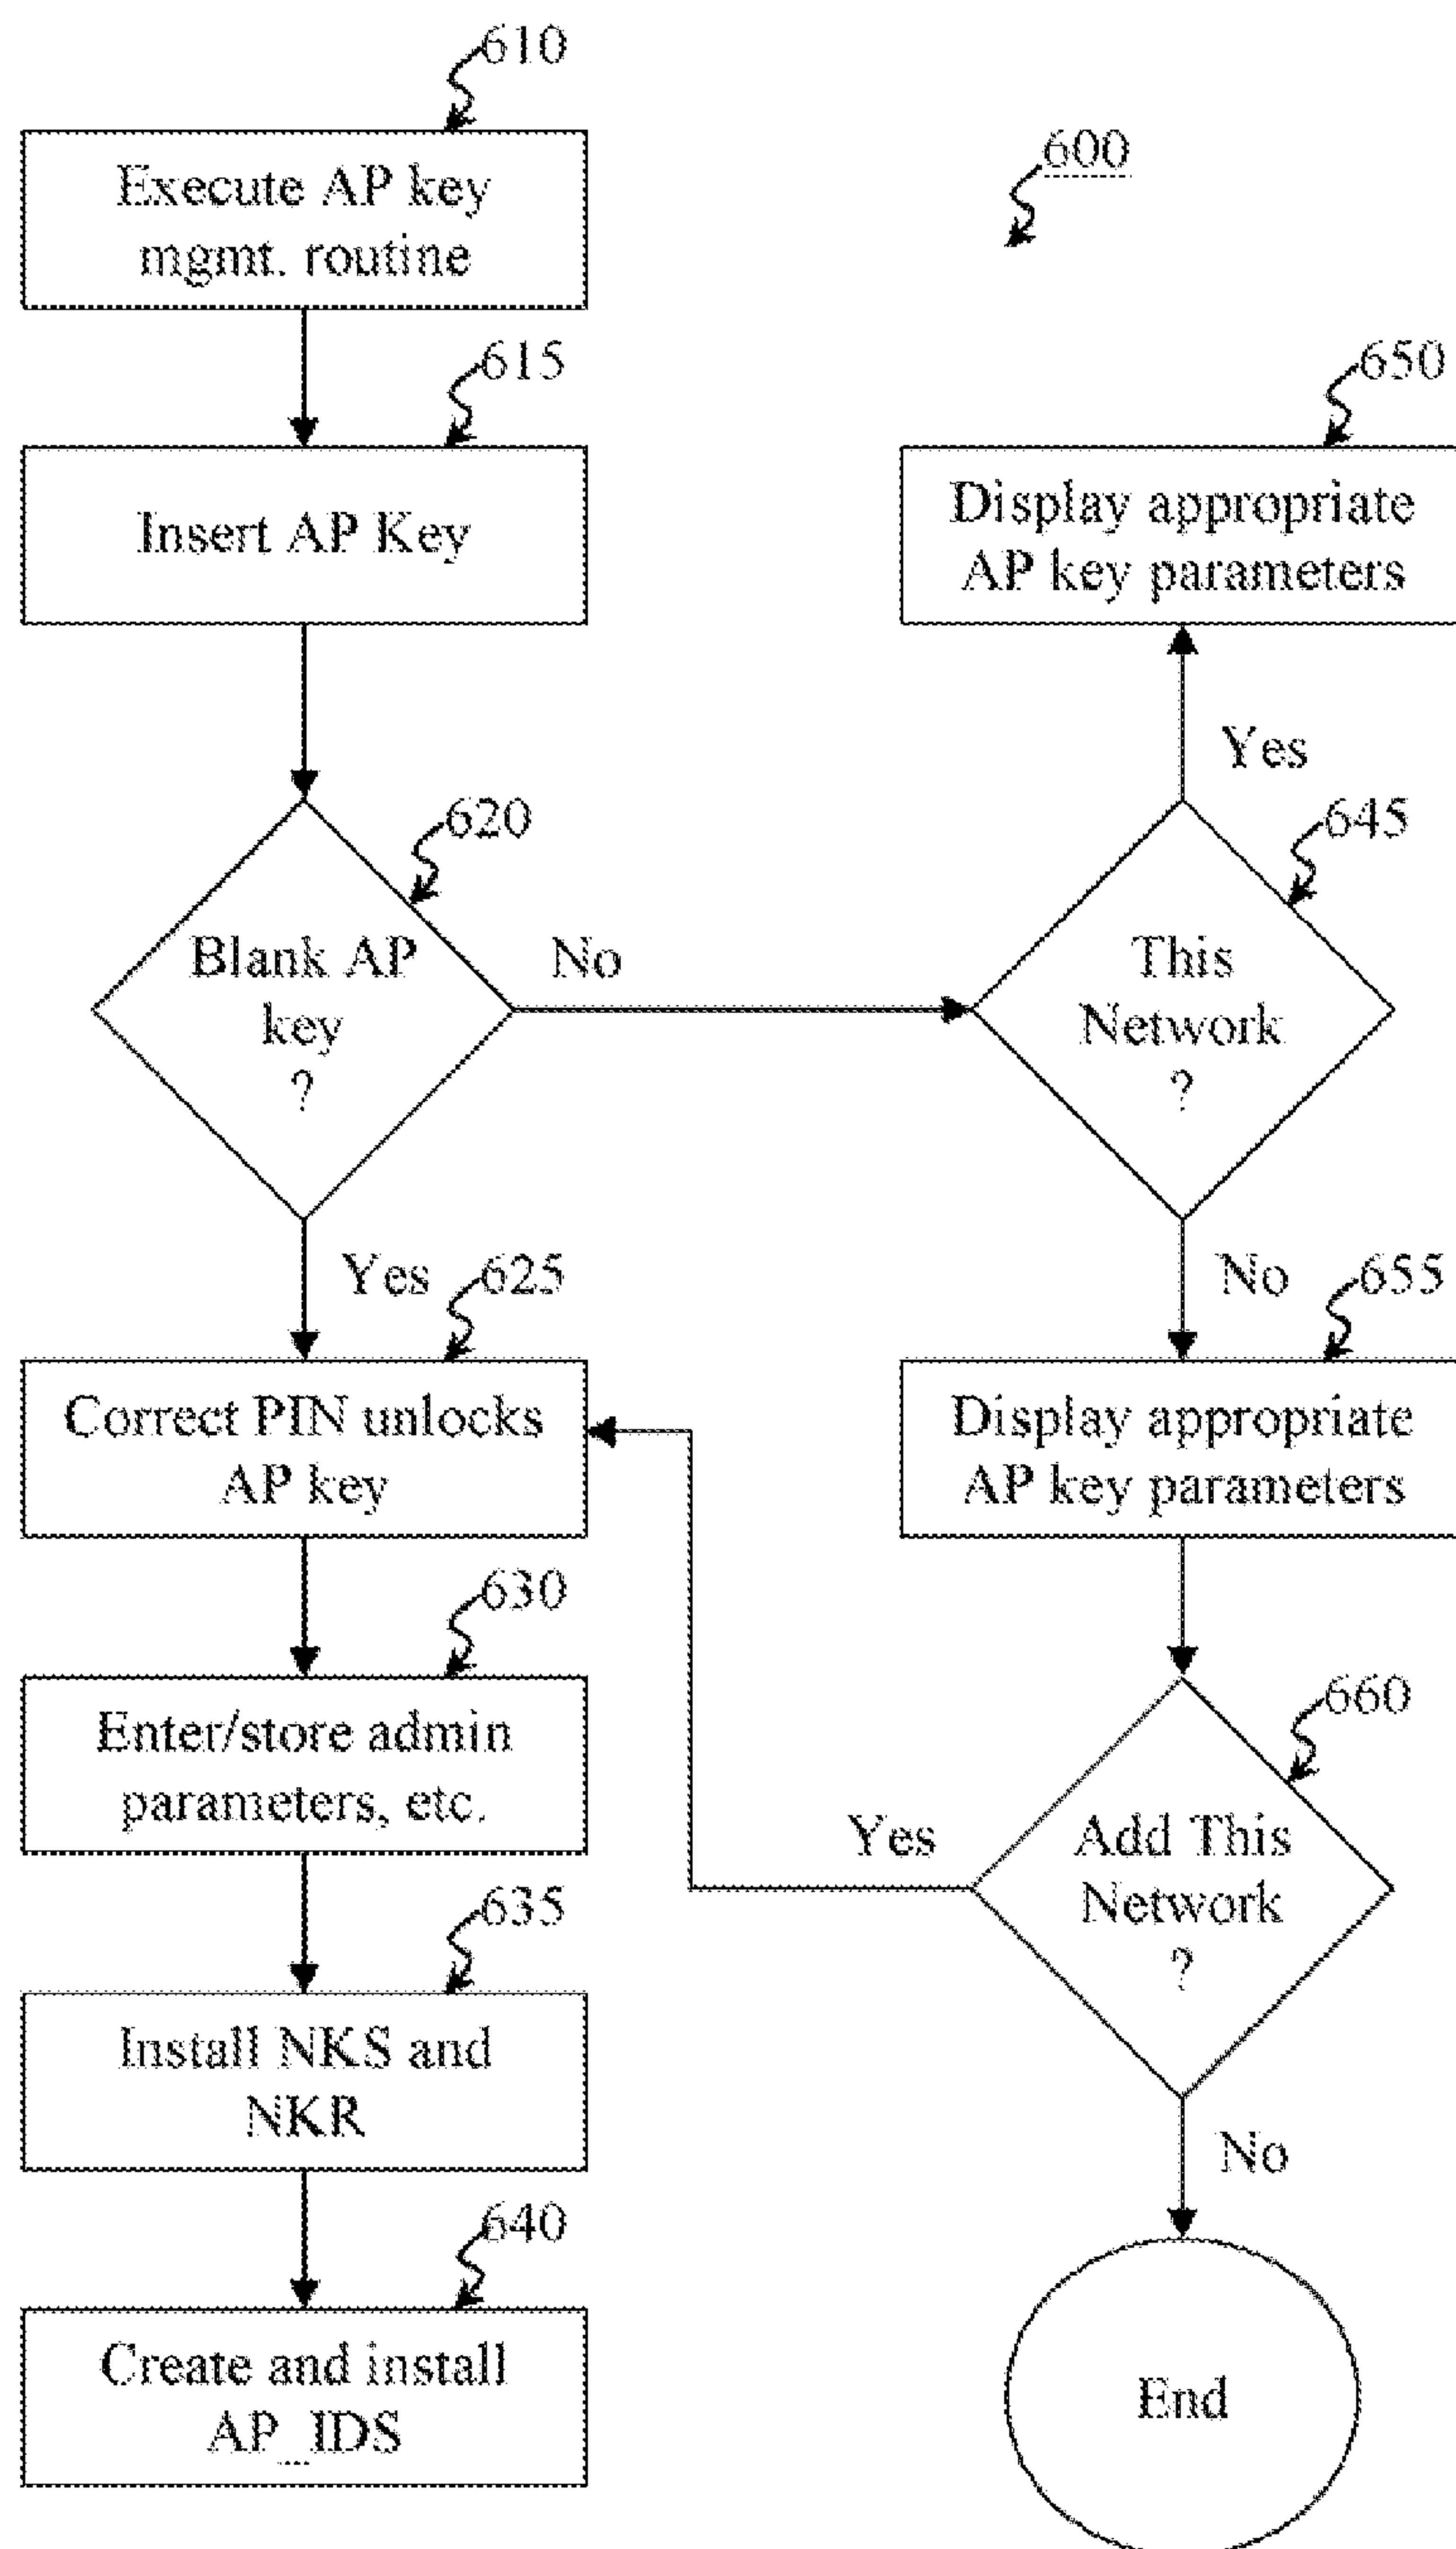 610
Execute AP key
mgmt. routine
600
615
Insert AP Key
650
Display appropriate
AP key parameters
620
Blank AP
key
?
No
Yes
645
This
Network
?
Yes
625
Correct PIN unlocks
AP key
No
655
Display appropriate
AP key parameters
630
Enter/store admin
parameters, etc.
660
Add This
Network
?
Yes
635
Install NKS and
NKR
No
640
Create and install
AP_IDS
End